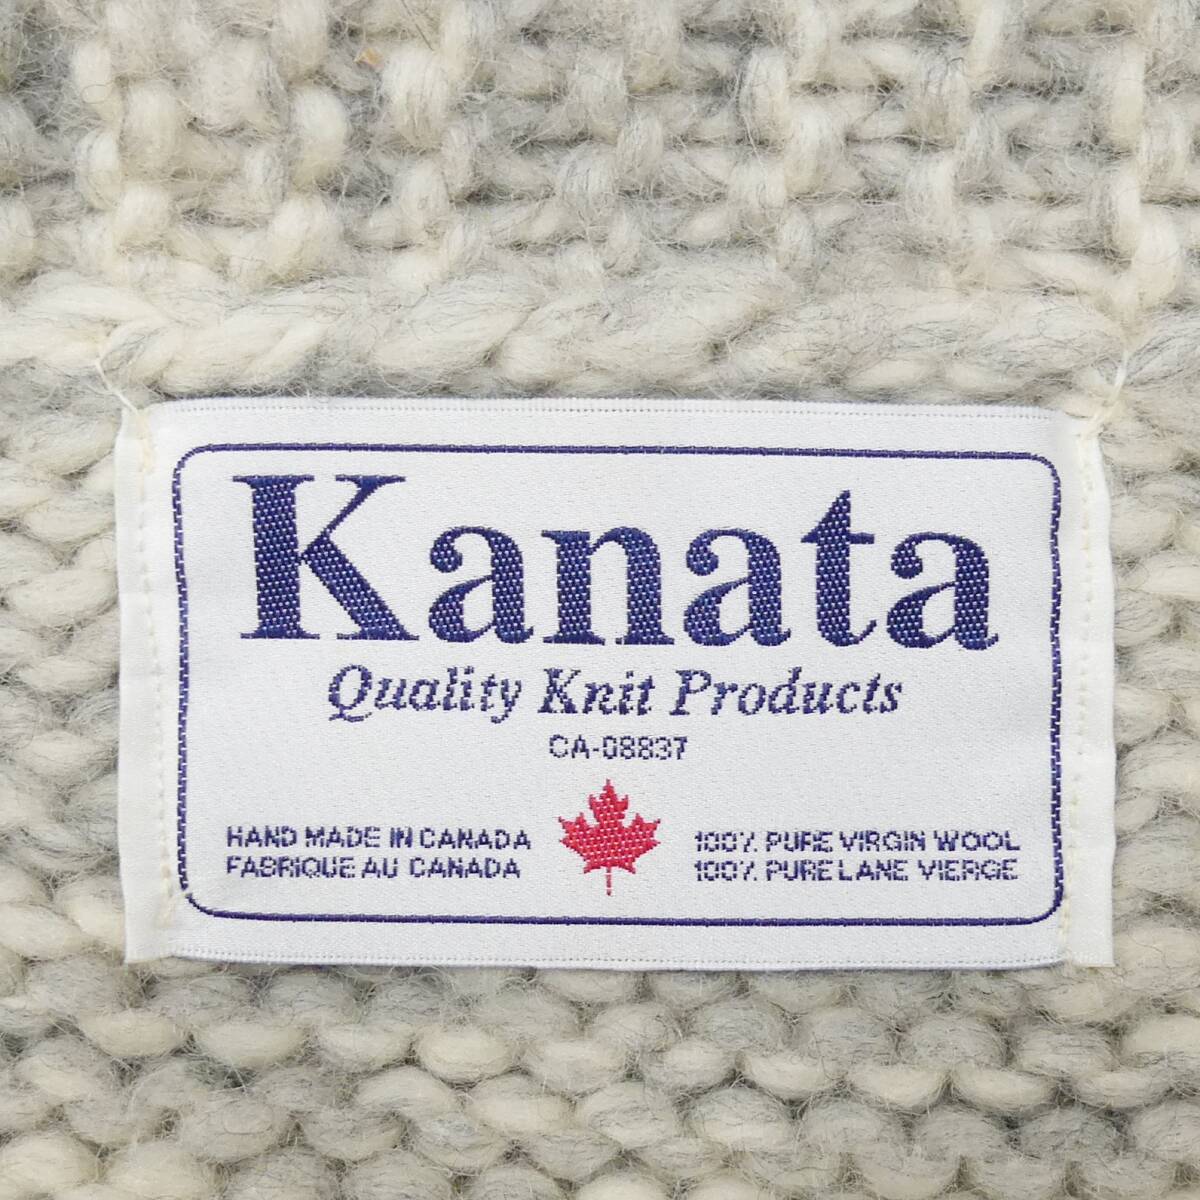 Kanata
Quality Knit Products
CA-08837
HAND MADE IN CANADA
FABRIQUE AU CANADA
100% PURE VIRGIN WOOL
100% PURE LANE VIERGE